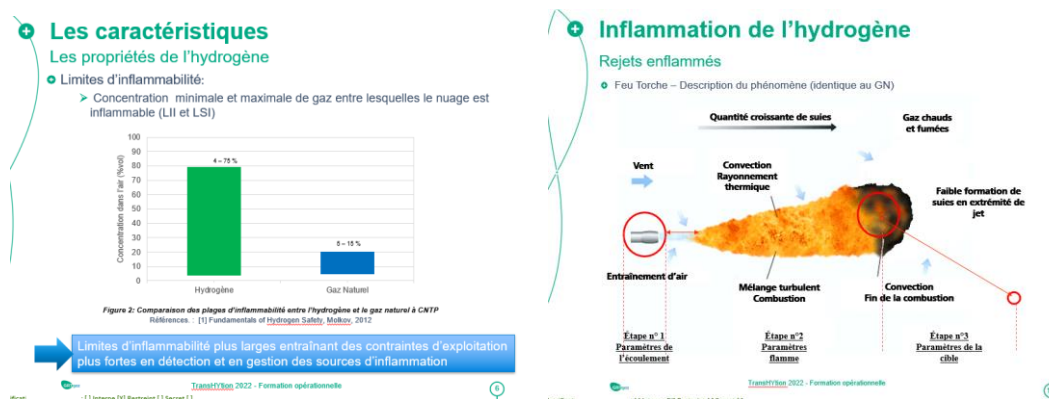 Les caractéristiques
Les propriétés de l'hydrogène
Limites d'inflammabilité:
Concentration minimale et maximale de gaz entre lesquelles le nuage est
inflammable (LII et LSI)
Concentration dans l'air (%vol)
100
90
80
70
60
50
40
30
20
10
0
4 – 75 %
5 – 15 %
Hydrogène
Gaz Naturel
Figure 2: Comparaison des plages d'inflammabilité entre l'hydrogène et le gaz naturel à CNTP
Références. : [1] Fundamentals of Hydrogen Safety, Molkov, 2012
Limites d'inflammabilité plus larges entraînant des contraintes d'exploitation
plus fortes en détection et en gestion des sources d'inflammation
TransHYtion 2022 - Formation opérationnelle
6
Inflammation de l'hydrogène
Rejets enflammés
Feu Torche – Description du phénomène (identique au GN)
Quantité croissante de suies
Gaz chauds
et fumées
Vent
Convection
Rayonnement
thermique
Faible formation de
suies en extrémité de
jet
Entraînement d'air
Mélange turbulent
Combustion
Convection
Fin de la combustion
Étape n° 1
Paramètres de
l'écoulement
Étape n°2
Paramètres
flamme
Étape n°3
Paramètres de la
cible
TransHYtion 2022 - Formation opérationnelle